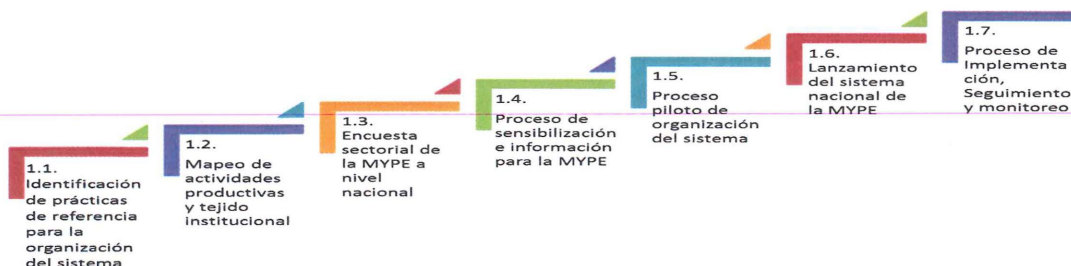 1.1.
Identificación
de prácticas
de referencia
para la
organización
del sistema
1.2.
Mapeo de
actividades
productivas
y tejido
institucional
1.3.
Encuesta
sectorial de
la MYPE a
nivel
nacional
1.4.
Proceso de
sensibilización
e información
para la MYPE
1.5.
Proceso
piloto de
organización
del sistema
1.6.
Lanzamiento
del sistema
nacional de
la MYPE
1.7.
Proceso de
Implementa
ción,
Seguimiento
y monitoreo